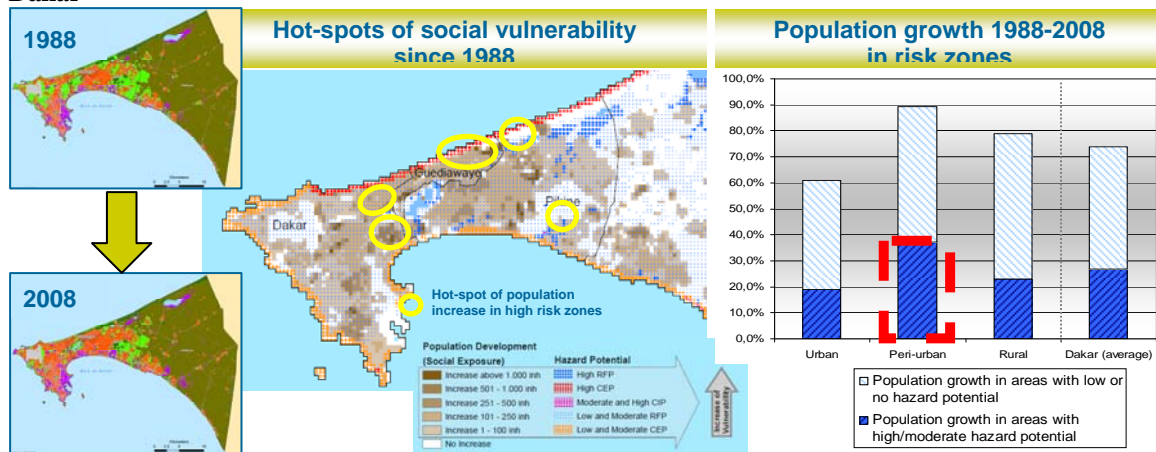 1988
2008
Hot-spots of social vulnerability
since 1988
Dakar
Guediawaye
Hot-spot of population
increase in high risk zones
Population Development
(Social Exposure)
Increase above 1.000 inh
Increase 501 - 1.000 inh
Increase 251 - 500 inh
Increase 101 - 250 inh
Increase 1 - 100 inh
No Increase
Hazard Potential
High RFP
High CEP
Moderate and High CIP
Low and Moderate RFP
Low and Moderate CEP
Increase of
Vulnerability
Population growth 1988-2008
in risk zones
100,0%
90,0%
80,0%
70,0%
60,0%
50,0%
40,0%
30,0%
20,0%
10,0%
0,0%
Urban
Peri-urban
Rural
Dakar (average)
Population growth in areas with low or
no hazard potential
Population growth in areas with
high/moderate hazard potential